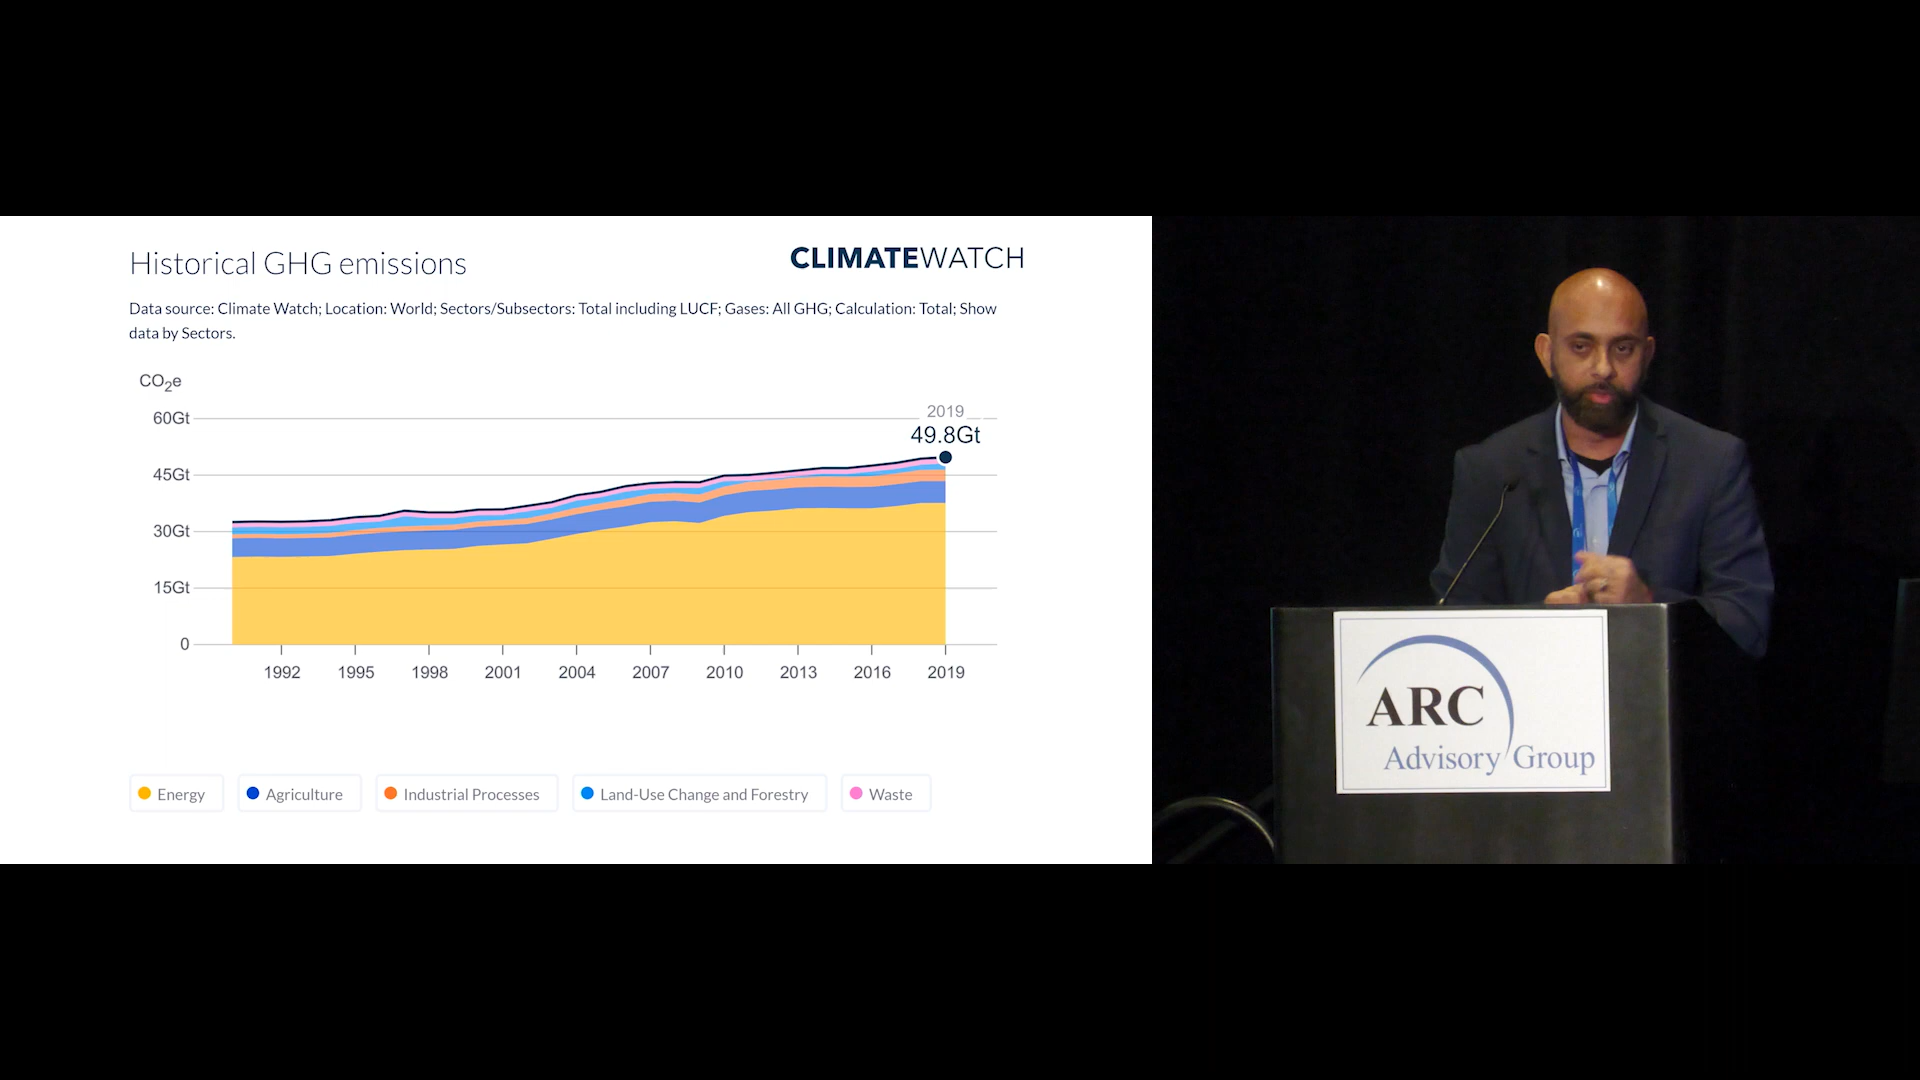 Historical GHG emissions
CLIMATEWATCH
Data source: Climate Watch; Location: World; Sectors/Subsectors: Total including LUCF; Gases: All GHG; Calculation: Total; Show
data by Sectors.
CO2e
60Gt
45Gt
30Gt
15Gt
0
2019
49.8Gt
1992 1995 1998 2001 2004 2007 2010 2013 2016 2019
Energy Agriculture Industrial Processes Land-Use Change and Forestry Waste
ARC
Advisory Group